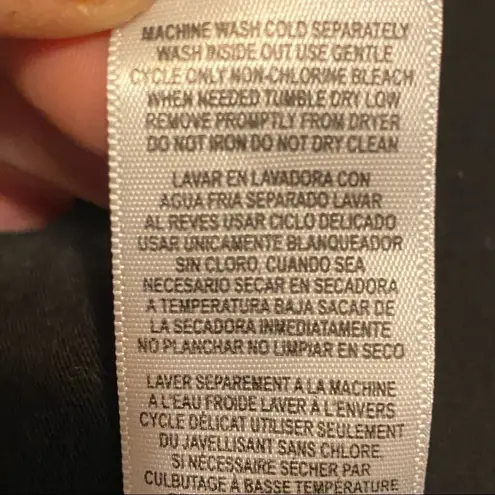 MACHINE WASH COLD SEPARATELY
WASH INSIDE OUT USE GENTLE
CYCLE ONLY NON-CHLORINE BLEACH
WHEN NEEDED TUMBLE DRY LOW
REMOVE PROMPTLY FROM DRYER
DO NOT IRON DO NOT DRY CLEAN
LAVAR EN LAVADORA CON
AGUA FRIA SEPARADO LAVAR
AL REVES USAR CICLO DELICADO
USAR UNICAMENTE BLANQUEADOR
SIN CLORO, CUANDO SEA
NECESARIO SECAR EN SECADORA
A TEMPERATURA BAJA SACAR DE
LA SECADORA INMEDIATAMENTE
NO PLANCHAR NO LIMPIAR EN SECO
LAVER SEPAREMENT A LA MACHINE
A L'EAU FROIDE LAVER À L'ENVERS
CYCLE DÉLICAT UTILISER SEULEMENT
DU JAVELLISANT SANS CHLORE,
SI NÉCESSAIRE SÉCHER PAR
CULBUTAGE À BASSE TEMPÉRATURE